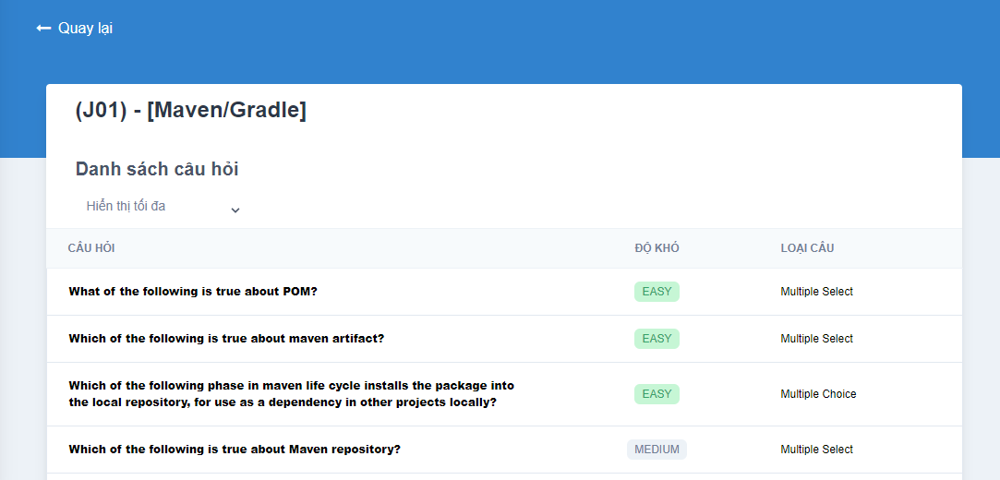 Quay lại
(J01) - [Maven/Gradle]
Danh sách câu hỏi
Hiển thị tối đa
CÂU HỎI ĐỘ KHÓ LOẠI CÂU
What of the following is true about POM? EASY Multiple Select
Which of the following is true about maven artifact? EASY Multiple Select
Which of the following phase in maven life cycle installs the package into
the local repository, for use as a dependency in other projects locally? EASY Multiple Choice
Which of the following is true about Maven repository? MEDIUM Multiple Select